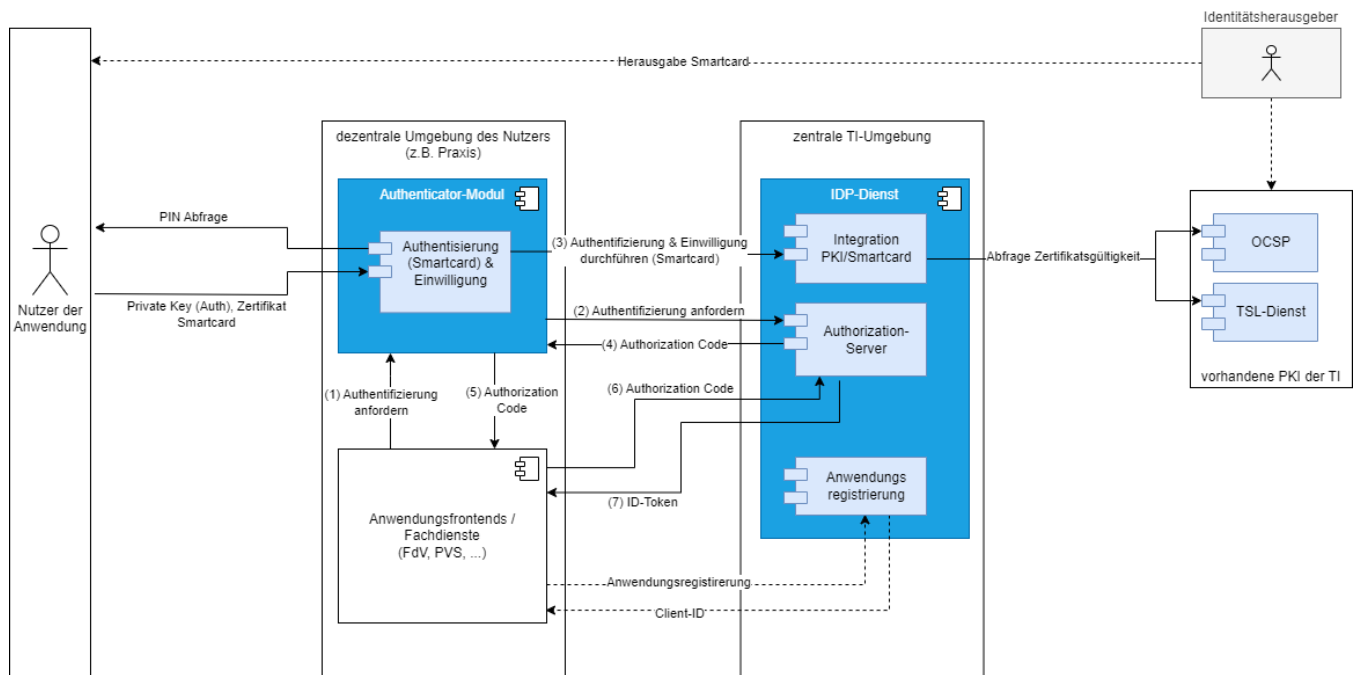 Identitätsherausgeber
Herausgabe Smartcard
dezentrale Umgebung des Nutzers
(z.B. Praxis)
zentrale TI-Umgebung
Authenticator-Modul
IDP-Dienst
PIN Abfrage
Authentisierung
(Smartcard) &
Einwilligung
(3) Authentifizierung & Einwilligung
durchführen (Smartcard)
Integration
PKI/Smartcard
Abfrage Zertifikatsgültigkeit
OCSP
Nutzer der
Anwendung
Private Key (Auth), Zertifikat
Smartcard
(2) Authentifizierung anfordern
(4) Authorization Code
Authorization-
Server
TSL-Dienst
vorhandene PKI der TI
(1) Authentifizierung
anfordern
(5) Authorization
Code
(6) Authorization Code
(7) ID-Token
Anwendungs
registrierung
Anwendungsfrontends /
Fachdienste
(FdV, PVS, ...)
Anwendungsregistirerung
Client-ID